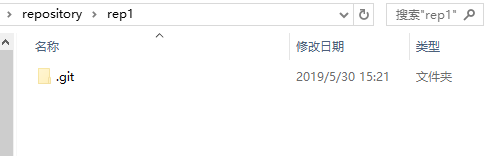 repository rep1 搜索"rep1"
名称 修改日期 类型
.git 2019/5/30 15:21 文件夹